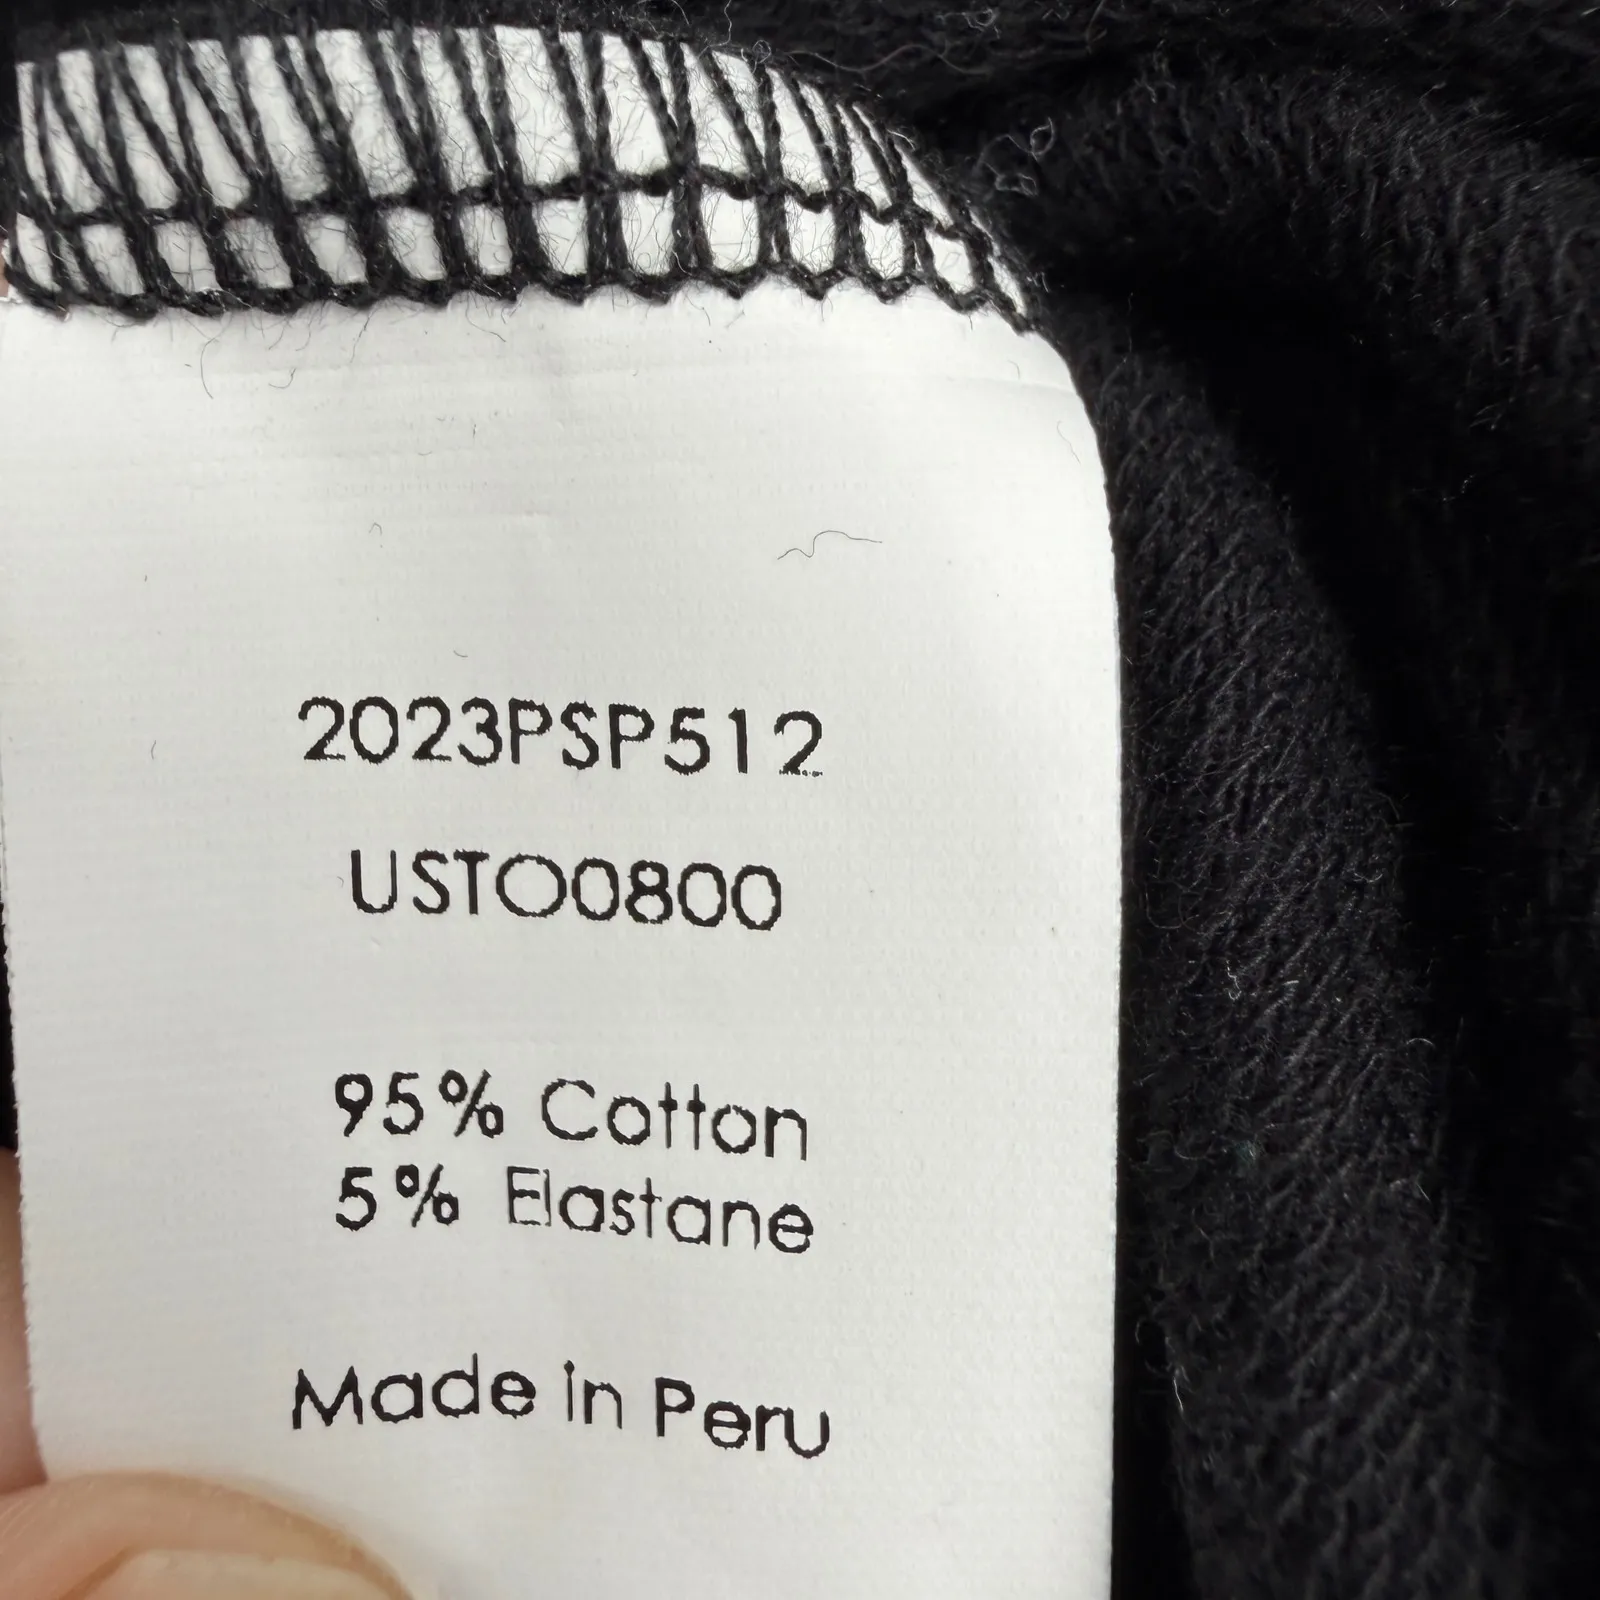 2023PSP512
USTO0800
95% Cotton
5% Elastane
Made in Peru